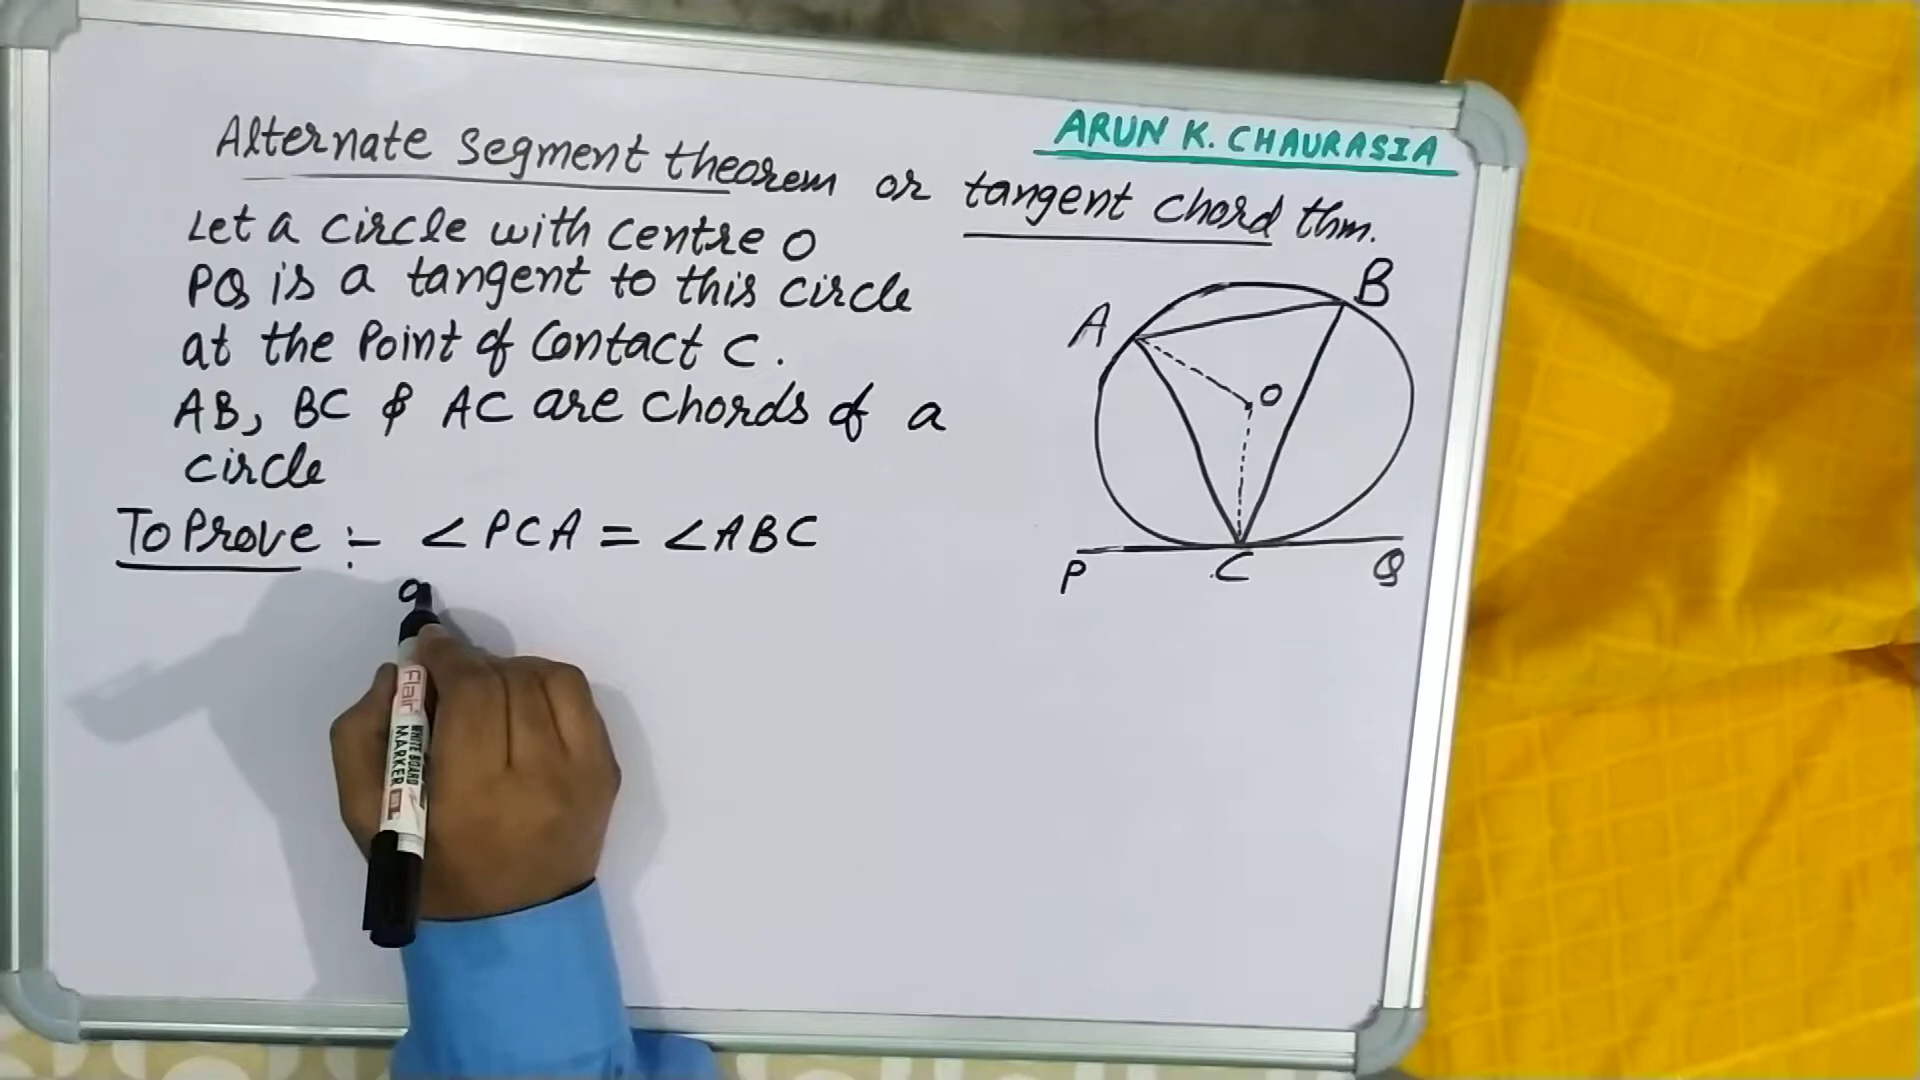 Alternate segment theorem or tangent chord thm.
ARUN K. CHAURASIA
Let a circle with centre O
PQ is a tangent to this circle
at the Point of Contact C.
AB, BC & AC are chords of a
circle
To Prove :- ∠PCA = ∠ABC
a
A
B
O
P
C
Q
Flair
WHITE BOARD
MARKER